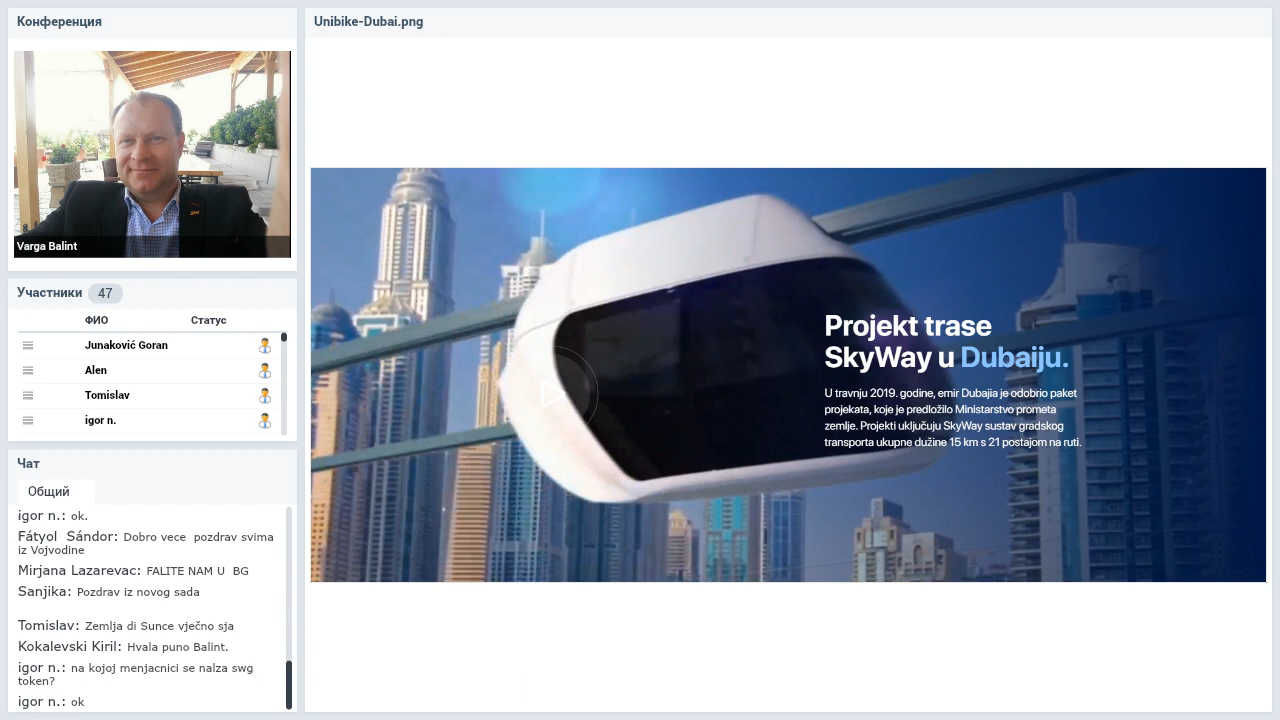 Конференция
Varga Balint
Участники 47
ФИО Статус
Junaković Goran
Alen
Tomislav
igor n.
Чат
Общий
igor n.: ok.
Fátyol Sándor: Dobro vece pozdrav svima
iz Vojvodine
Mirjana Lazarevac: FALITE NAM U BG
Sanjika: Pozdrav iz novog sada
Tomislav: Zemlja di Sunce vječno sja
Kokalevski Kiril: Hvala puno Balint.
igor n.: na kojoj menjacnici se nalza swg
token?
igor n.: ok
Unibike-Dubai.png
Projekt trase
SkyWay u Dubaiju.
U travnju 2019. godine, emir Dubajia je odobrio paket
projekata, koje je predložilo Ministarstvo prometa
zemlje. Projekti uključuju SkyWay sustav gradskog
transporta ukupne dužine 15 km s 21 postajom na ruti.